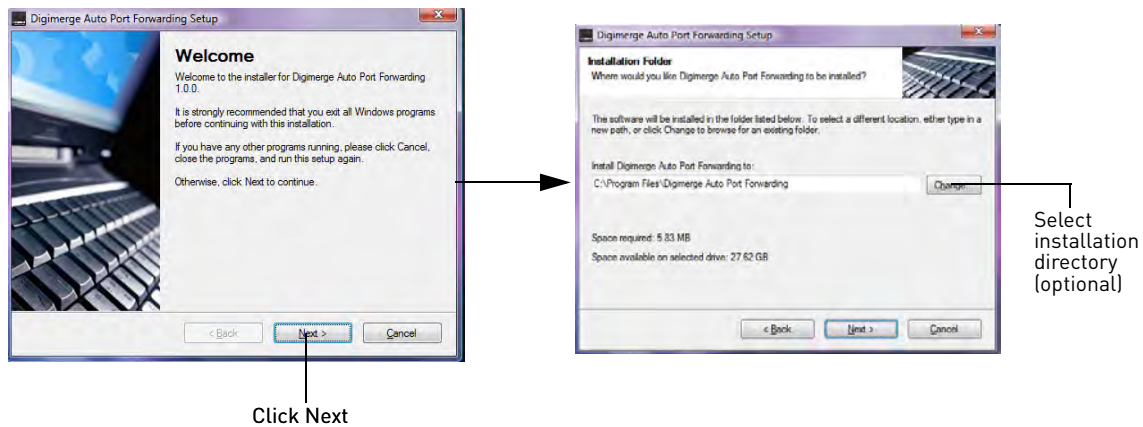 Digimerge Auto Port Forwarding Setup
Welcome
Welcome to the installer for Digimerge Auto Port Forwarding
1.0.0.
It is strongly recommended that you exit all Windows programs
before continuing with this installation.
If you have any other programs running, please click Cancel,
close the programs, and run this setup again.
Otherwise, click Next to continue.
< Back
Next >
Cancel
Click Next
Digimerge Auto Port Forwarding Setup
Installation Folder
Where would you like Digimerge Auto Port Forwarding to be installed?
The software will be installed in the folder listed below. To select a different location, either type in a
new path, or click Change to browse for an existing folder.
Install Digimerge Auto Port Forwarding to:
C:\Program Files\Digimerge Auto Port Forwarding
Change...
Space required: 5.83 MB
Space available on selected drive: 27.62 GB
< Back
Next >
Cancel
Select
installation
directory
(optional)